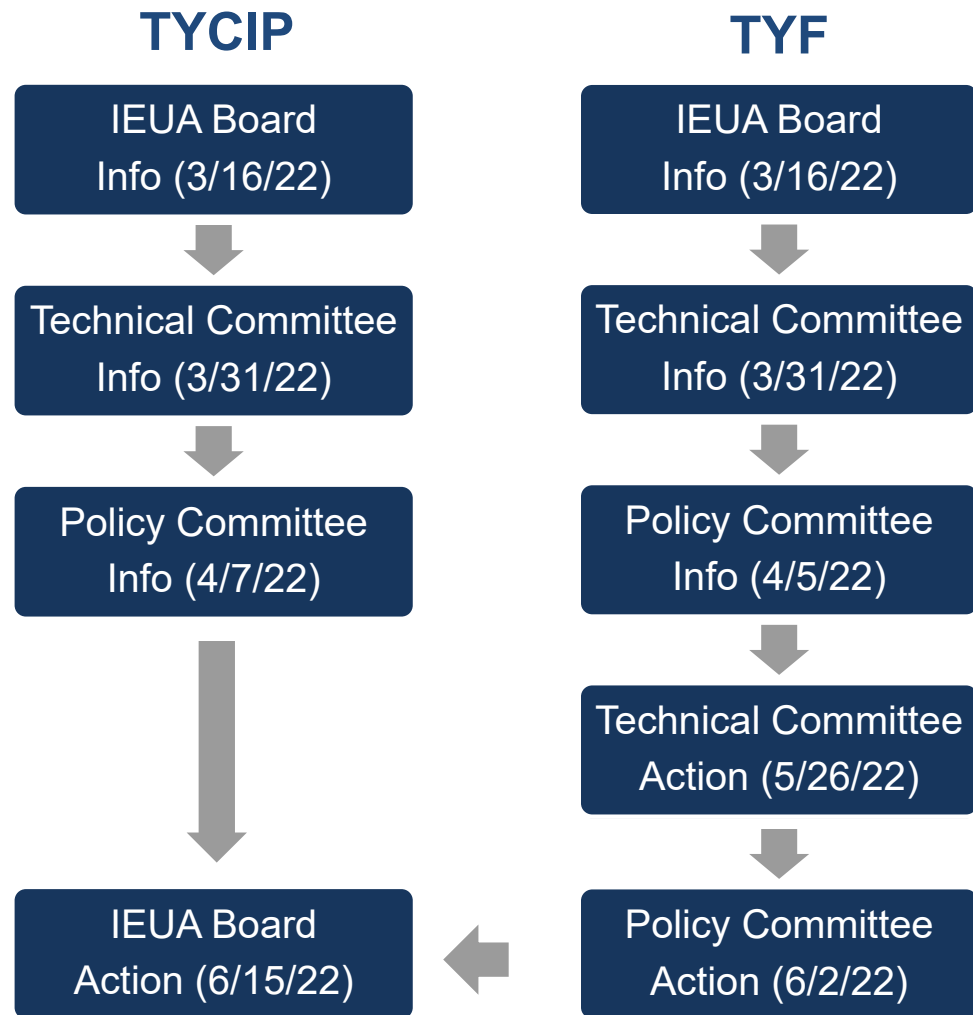 TYCIP
IEUA Board
Info (3/16/22)
Technical Committee
Info (3/31/22)
Policy Committee
Info (4/7/22)
IEUA Board
Action (6/15/22)
TYF
IEUA Board
Info (3/16/22)
Technical Committee
Info (3/31/22)
Policy Committee
Info (4/5/22)
Technical Committee
Action (5/26/22)
Policy Committee
Action (6/2/22)